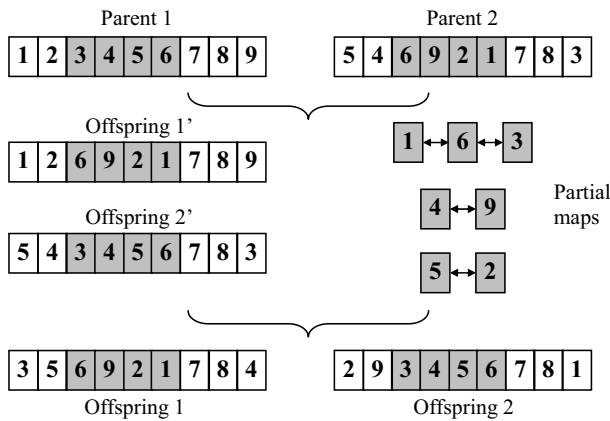 Parent 1 Parent 2
1 2 3 4 5 6 7 8 9 5 4 6 9 2 1 7 8 3
Offspring 1’
1 2 6 9 2 1 7 8 9
1 6 3
Offspring 2’
5 4 3 4 5 6 7 8 3
4 9
Partial
maps
5 2
3 5 6 9 2 1 7 8 4 2 9 3 4 5 6 7 8 1
Offspring 1 Offspring 2